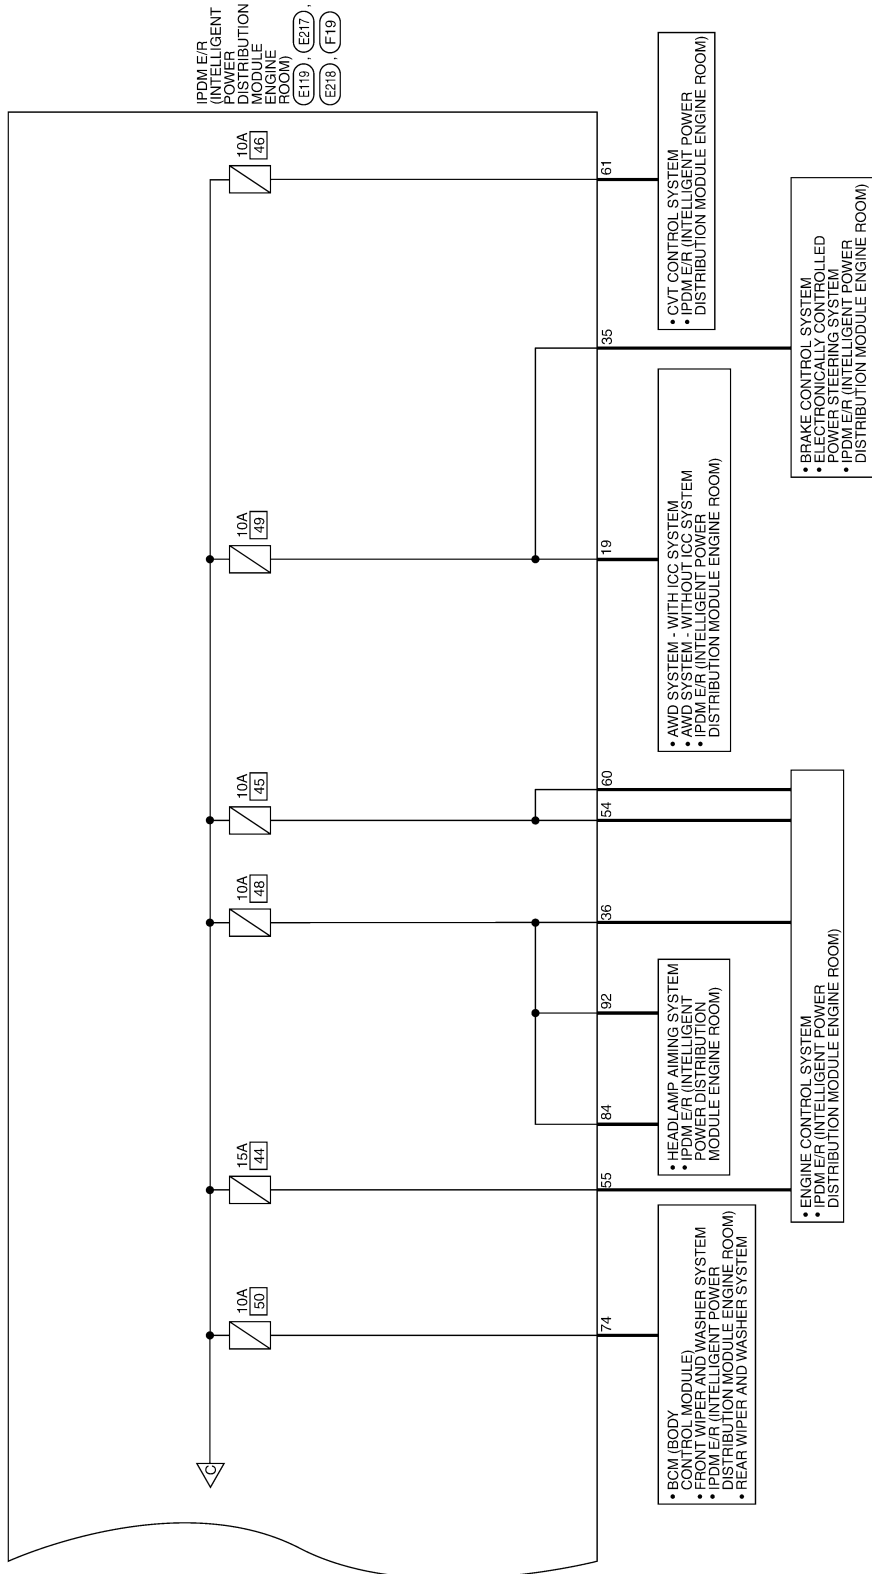 IPDM E/R
(INTELLIGENT
POWER
DISTRIBUTION
MODULE
ENGINE
ROOM)
E119 , E217 ,
E218 , F19
C
10A
50
15A
44
10A
48
10A
45
10A
49
10A
46
74
55
84
92
36
54
60
19
35
61
• BCM (BODY
CONTROL MODULE)
• FRONT WIPER AND WASHER SYSTEM
• IPDM E/R (INTELLIGENT POWER
DISTRIBUTION MODULE ENGINE ROOM)
• REAR WIPER AND WASHER SYSTEM
• HEADLAMP AIMING SYSTEM
• IPDM E/R (INTELLIGENT
POWER DISTRIBUTION
MODULE ENGINE ROOM)
• ENGINE CONTROL SYSTEM
• IPDM E/R (INTELLIGENT POWER
DISTRIBUTION MODULE ENGINE ROOM)
• AWD SYSTEM - WITH ICC SYSTEM
• AWD SYSTEM - WITHOUT ICC SYSTEM
• IPDM E/R (INTELLIGENT POWER
DISTRIBUTION MODULE ENGINE ROOM)
• BRAKE CONTROL SYSTEM
• ELECTRONICALLY CONTROLLED
POWER STEERING SYSTEM
• IPDM E/R (INTELLIGENT POWER
DISTRIBUTION MODULE ENGINE ROOM)
• CVT CONTROL SYSTEM
• IPDM E/R (INTELLIGENT POWER
DISTRIBUTION MODULE ENGINE ROOM)